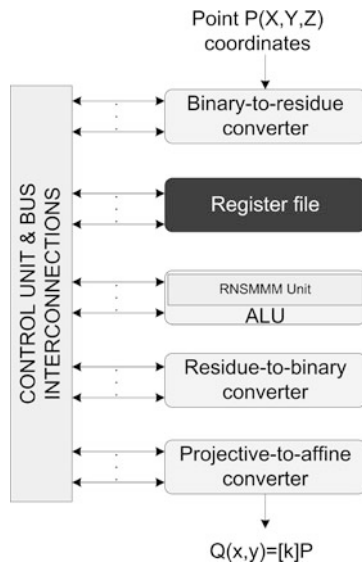 Point P(X,Y,Z)
coordinates
CONTROL UNIT & BUS
INTERCONNECTIONS
Binary-to-residue
converter
Register file
RNSMMM Unit
ALU
Residue-to-binary
converter
Projective-to-affine
converter
Q(x,y)=[k]P